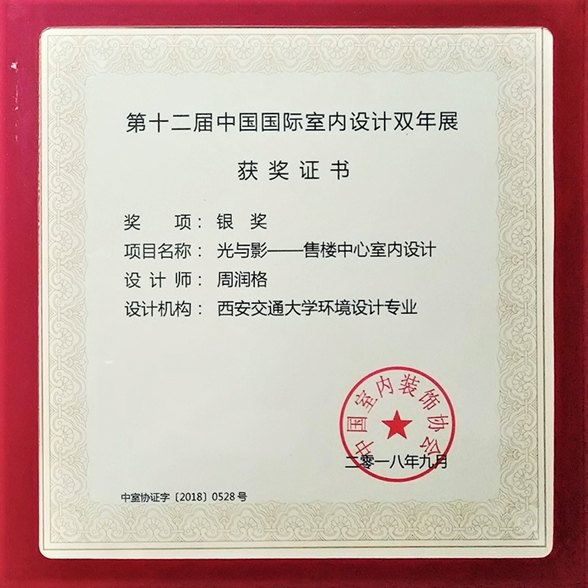 第十二届中国国际室内设计双年展
获奖证书
奖 项：银 奖
项目名称：光与影——售楼中心室内设计
设 计 师：周润格
设计机构：西安交通大学环境设计专业
中国室内装饰协会
二零一八年九月
中室协证字〔2018〕0528号